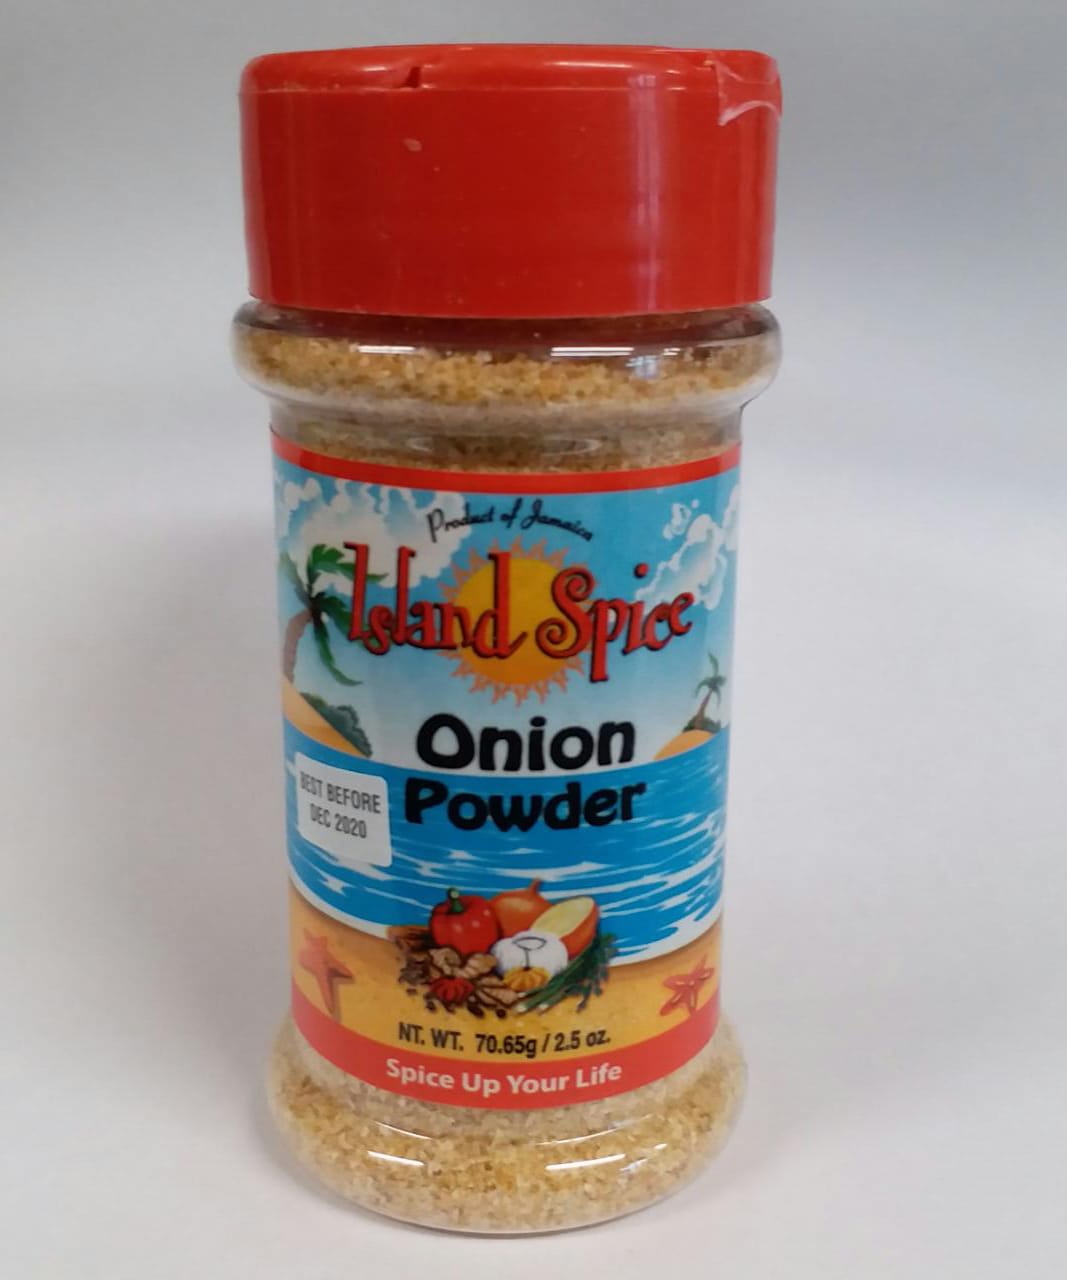 Product of Jamaica
Island Spice
Onion
Powder
BEST BEFORE
DEC 2020
NT. WT. 70.65g / 2.5 oz.
Spice Up Your Life